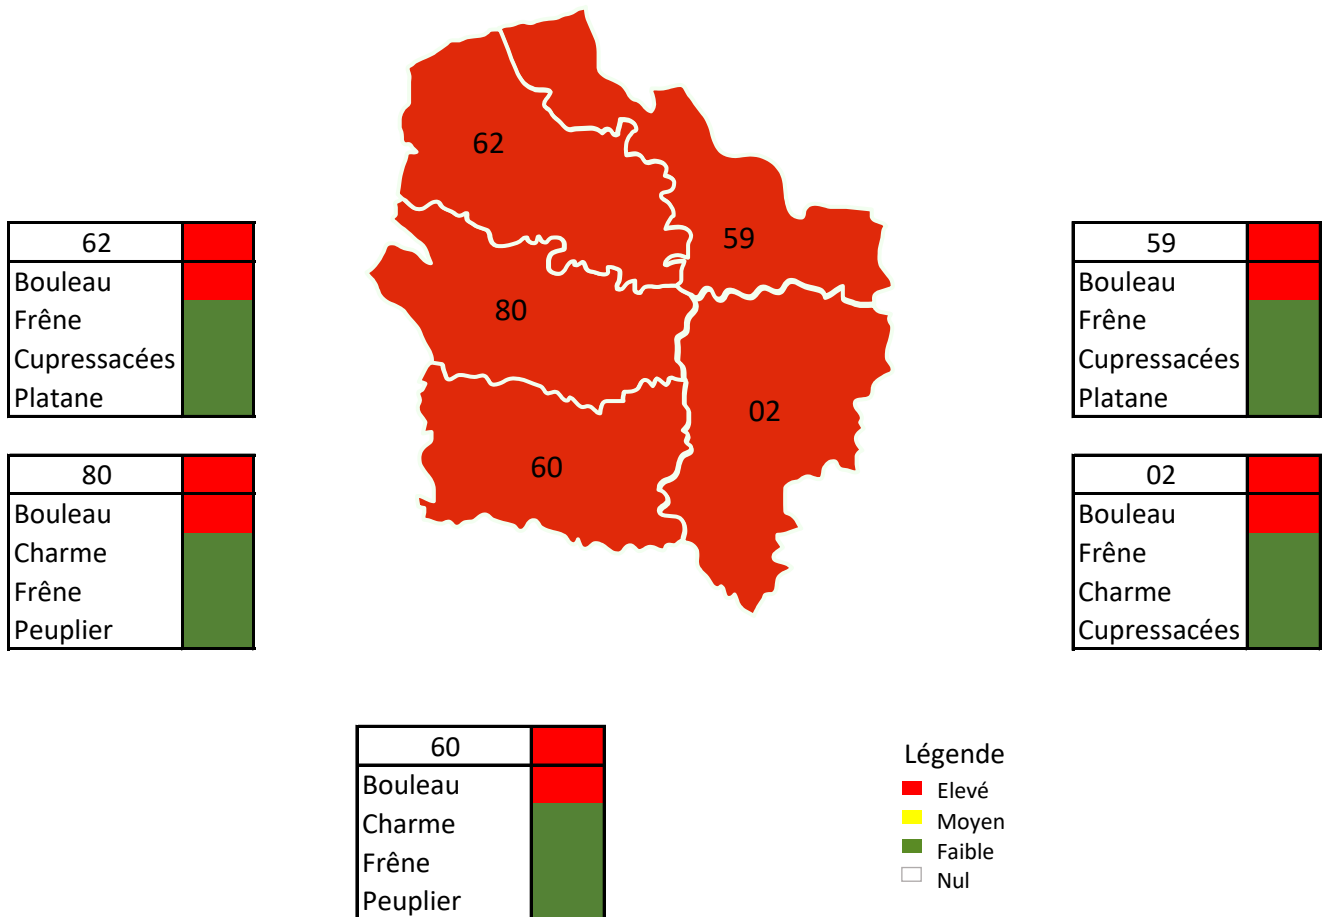 62
59
80
02
60
62
Bouleau
Frêne
Cupressacées
Platane
59
Bouleau
Frêne
Cupressacées
Platane
80
Bouleau
Charme
Frêne
Peuplier
02
Bouleau
Frêne
Charme
Cupressacées
60
Bouleau
Charme
Frêne
Peuplier
Légende
Elevé
Moyen
Faible
Nul